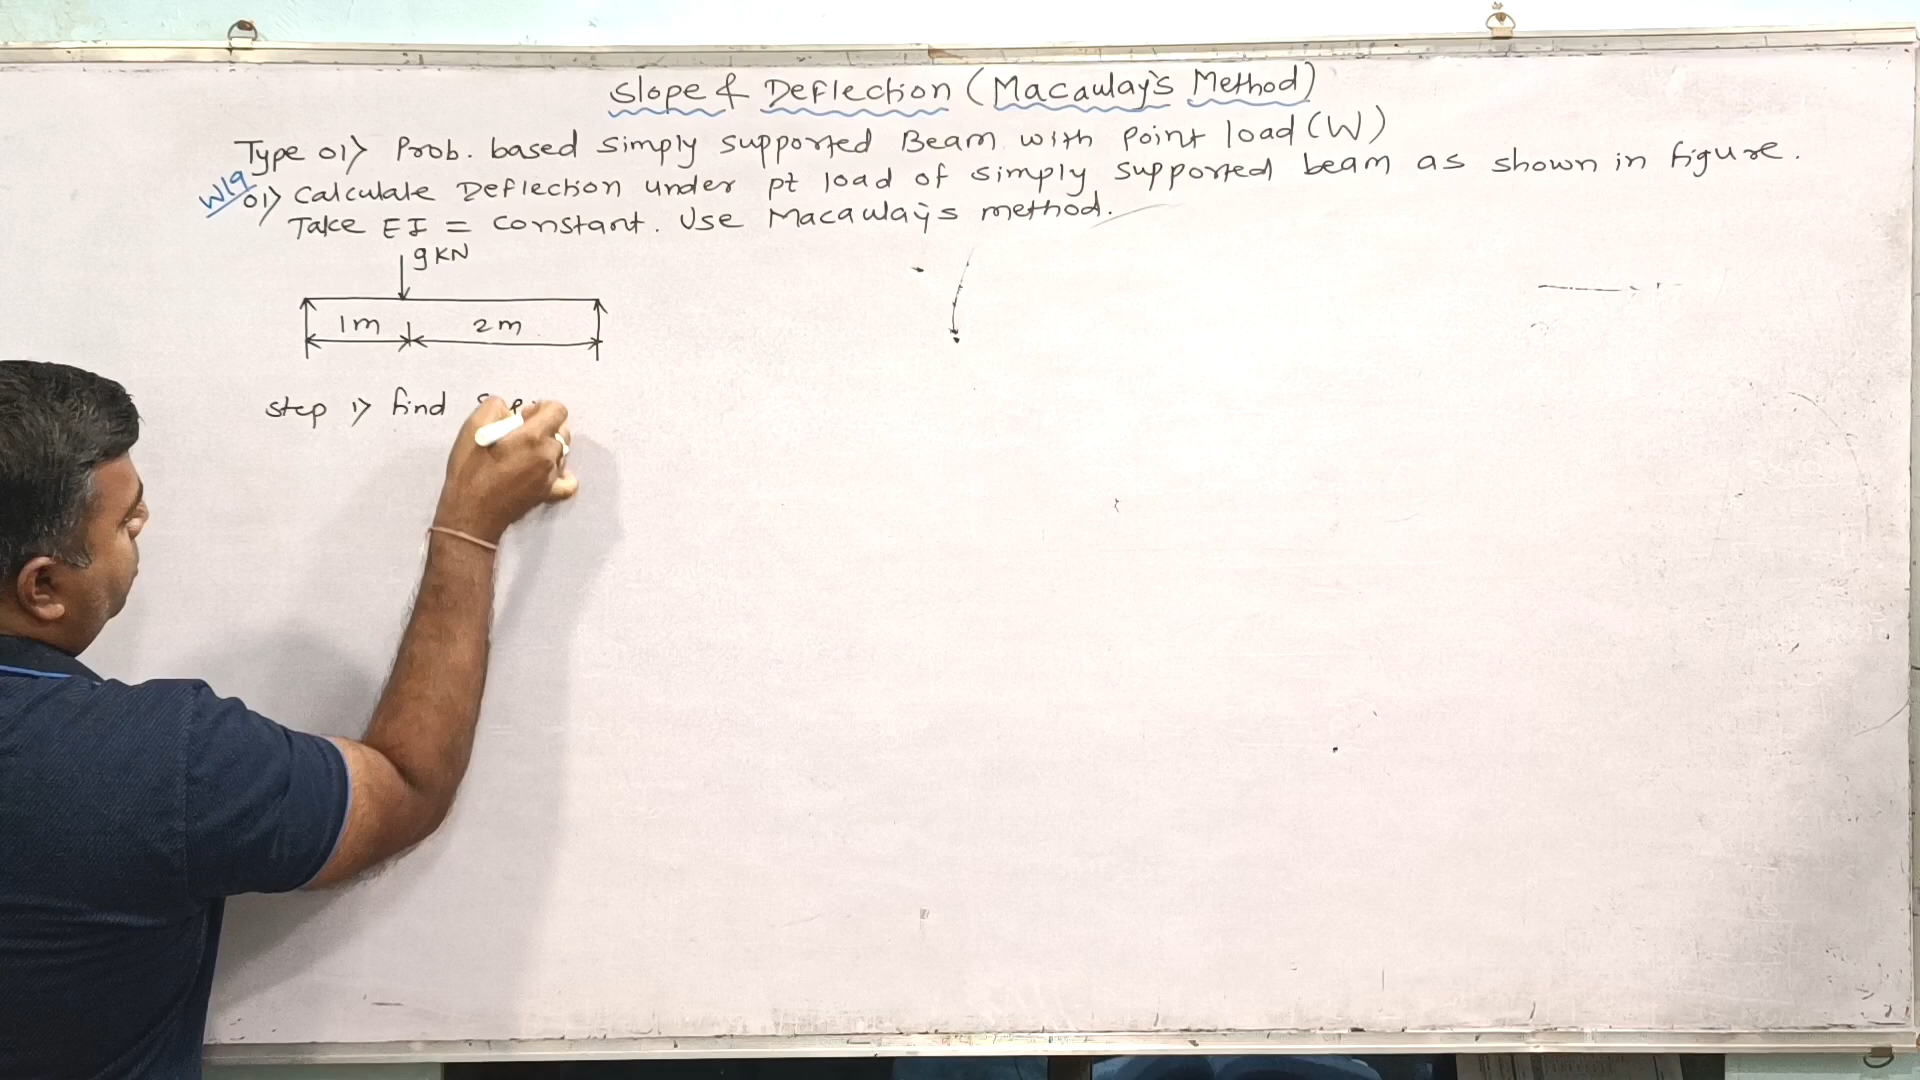 Slope & Deflection (Macaulay's Method)
Type 01> Prob. based simply supported Beam with point load (W)
W19 01> Calculate Deflection under pt load of simply supported beam as shown in figure.
Take EI = constant. Use Macaulay's method.
9 KN
1m 2m
step 1> find